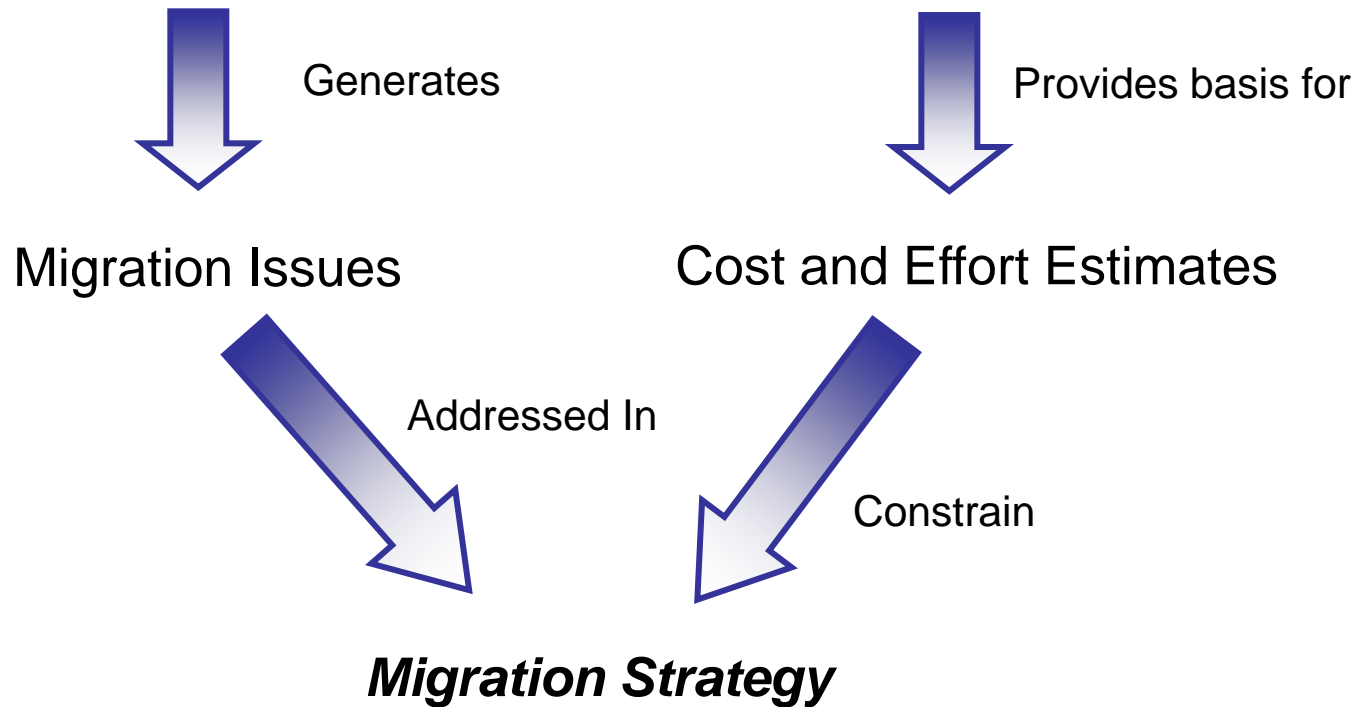 Generates
Provides basis for
Migration Issues
Cost and Effort Estimates
Addressed In
Constrain
Migration Strategy